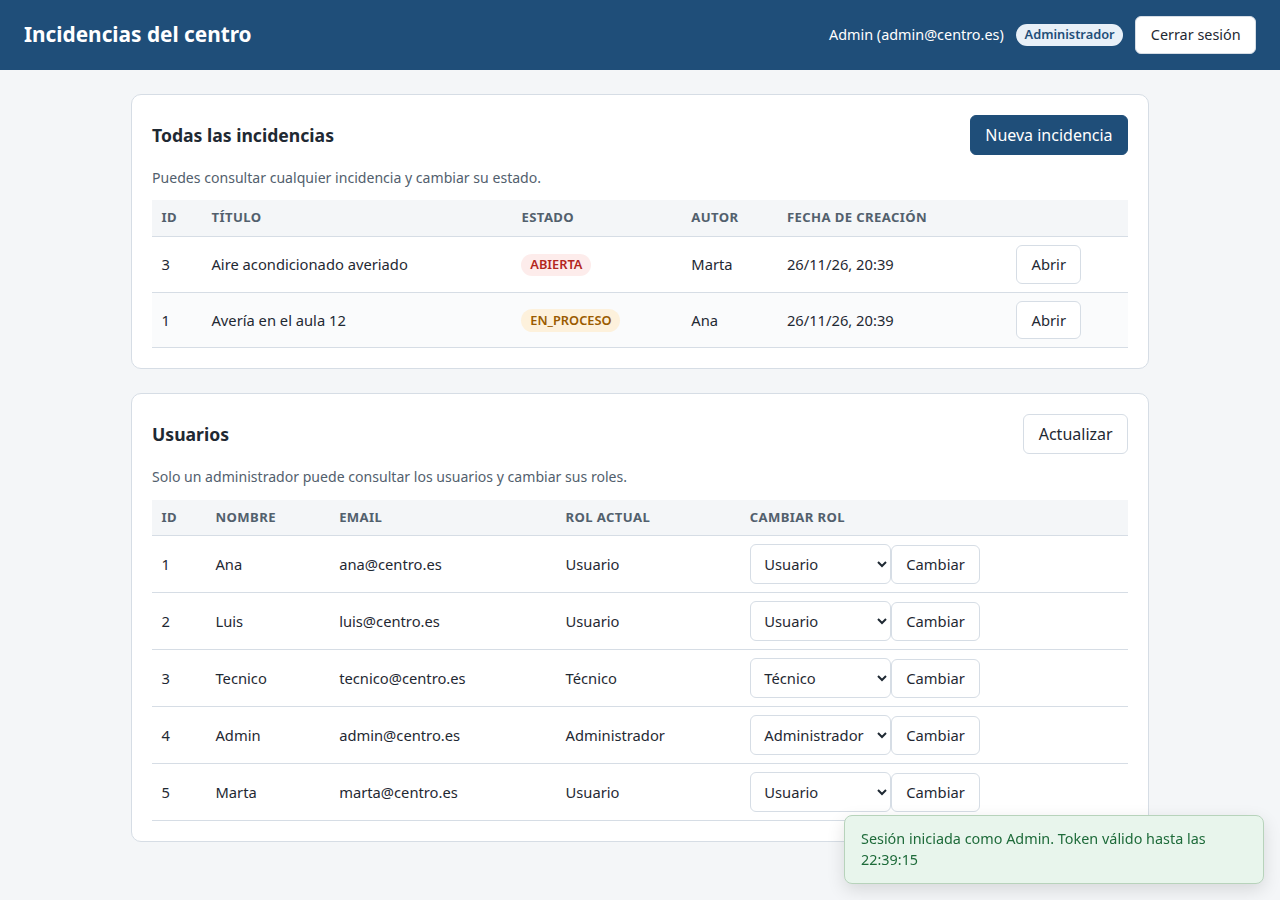 Incidencias del centro
Admin (admin@centro.es) Administrador Cerrar sesión
Todas las incidencias Nueva incidencia
Puedes consultar cualquier incidencia y cambiar su estado.
ID TÍTULO ESTADO AUTOR FECHA DE CREACIÓN
3 Aire acondicionado averiado ABIERTA Marta 26/11/26, 20:39 Abrir
1 Avería en el aula 12 EN_PROCESO Ana 26/11/26, 20:39 Abrir
Usuarios Actualizar
Solo un administrador puede consultar los usuarios y cambiar sus roles.
ID NOMBRE EMAIL ROL ACTUAL CAMBIAR ROL
1 Ana ana@centro.es Usuario Usuario Cambiar
2 Luis luis@centro.es Usuario Usuario Cambiar
3 Tecnico tecnico@centro.es Técnico Técnico Cambiar
4 Admin admin@centro.es Administrador Administrador Cambiar
5 Marta marta@centro.es Usuario Usuario Cambiar
Sesión iniciada como Admin. Token válido hasta las
22:39:15